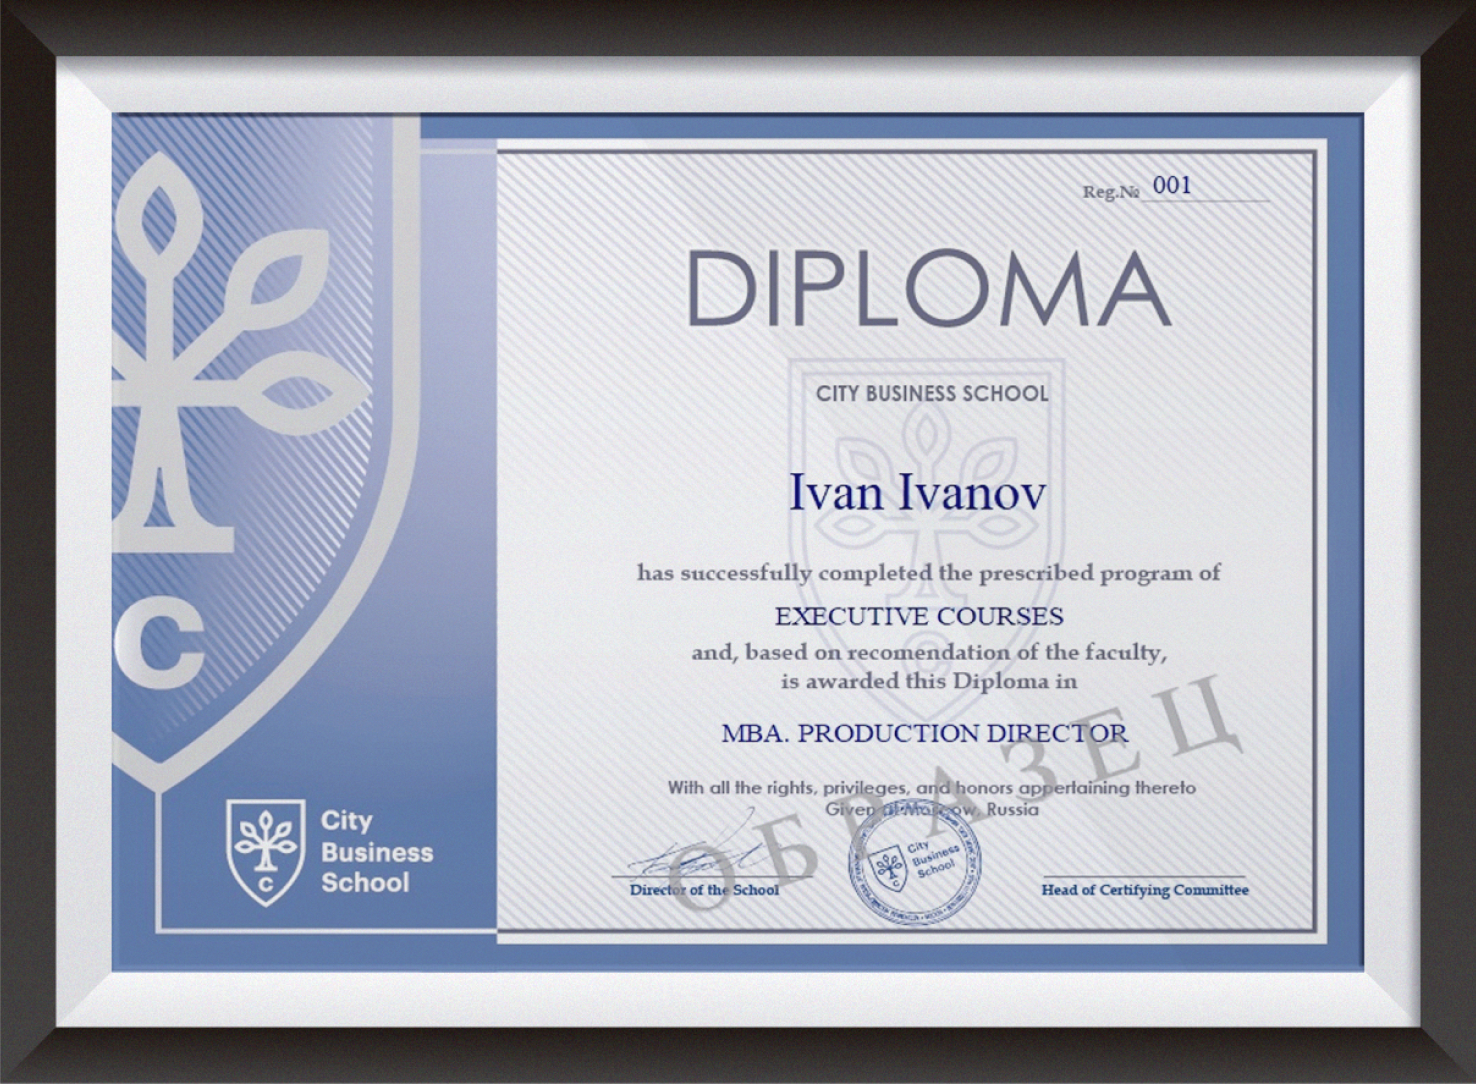 Reg.№ 001
DIPLOMA
CITY BUSINESS SCHOOL
Ivan Ivanov
has successfully completed the prescribed program of
EXECUTIVE COURSES
and, based on recomendation of the faculty,
is awarded this Diploma in
MBA. PRODUCTION DIRECTOR
With all the rights, privileges, and honors appertaining thereto
Given at Moscow, Russia
ОБРАЗЕЦ
Director of the School
Head of Certifying Committee
City
Business
School
C
City
Business
School
C
C